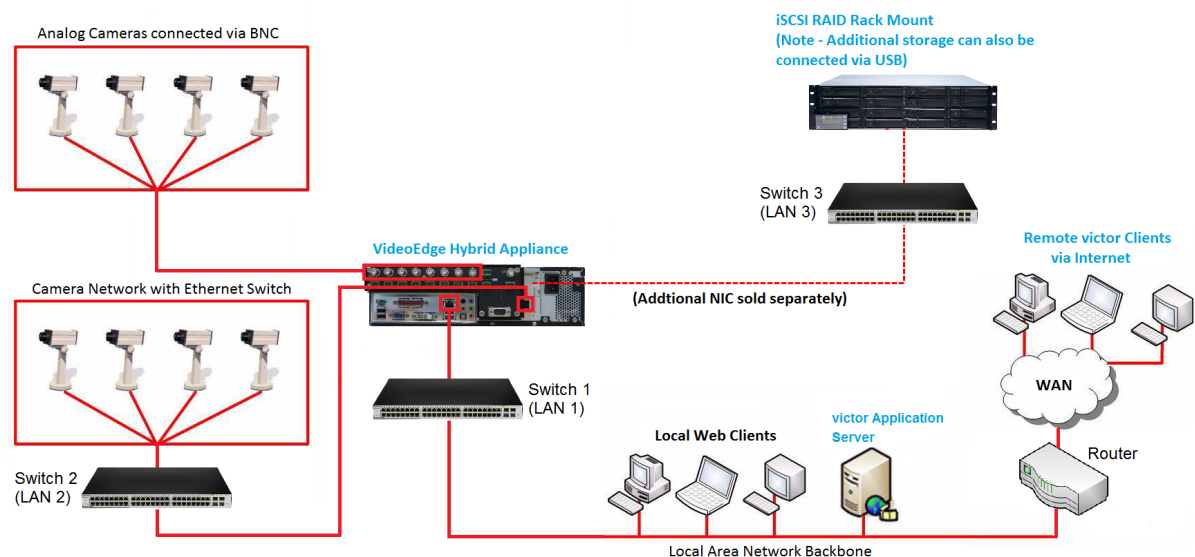 Analog Cameras connected via BNC
iSCSI RAID Rack Mount
(Note - Additional storage can also be
connected via USB)
Switch 3
(LAN 3)
VideoEdge Hybrid Appliance
Remote victor Clients
via Internet
Camera Network with Ethernet Switch
(Addtional NIC sold separately)
WAN
Switch 1
(LAN 1)
victor Application
Server
Local Web Clients
Router
Switch 2
(LAN 2)
Local Area Network Backbone